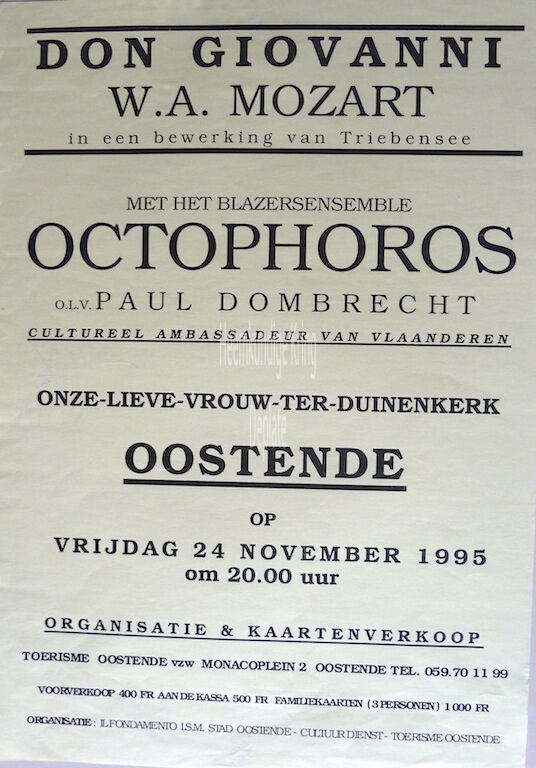 DON GIOVANNI
W.A. MOZART
in een bewerking van Triebensee
MET HET BLAZERSENSEMBLE
OCTOPHOROS
O.L.V. PAUL DOMBRECHT
CULTUREEL AMBASSADEUR VAN VLAANDEREN
Heemkundige Kring
ONZE-LIEVE-VROUW-TER-DUINENKERK
Deplate
OOSTENDE
OP
VRIJDAG 24 NOVEMBER 1995
om 20.00 uur
ORGANISATIE & KAARTENVERKOOP
TOERISME OOSTENDE vzw MONACOPLEIN 2 OOSTENDE TEL. 059.70 11 99
VOORVERKOOP 400 FR AAN DE KASSA 500 FR FAMILIEKAARTEN (3 PERSONEN) 1000 FR
ORGANISATIE : IL FONDAMENTO I.S.M. STAD OOSTENDE - CULTUURDIENST - TOERISME OOSTENDE